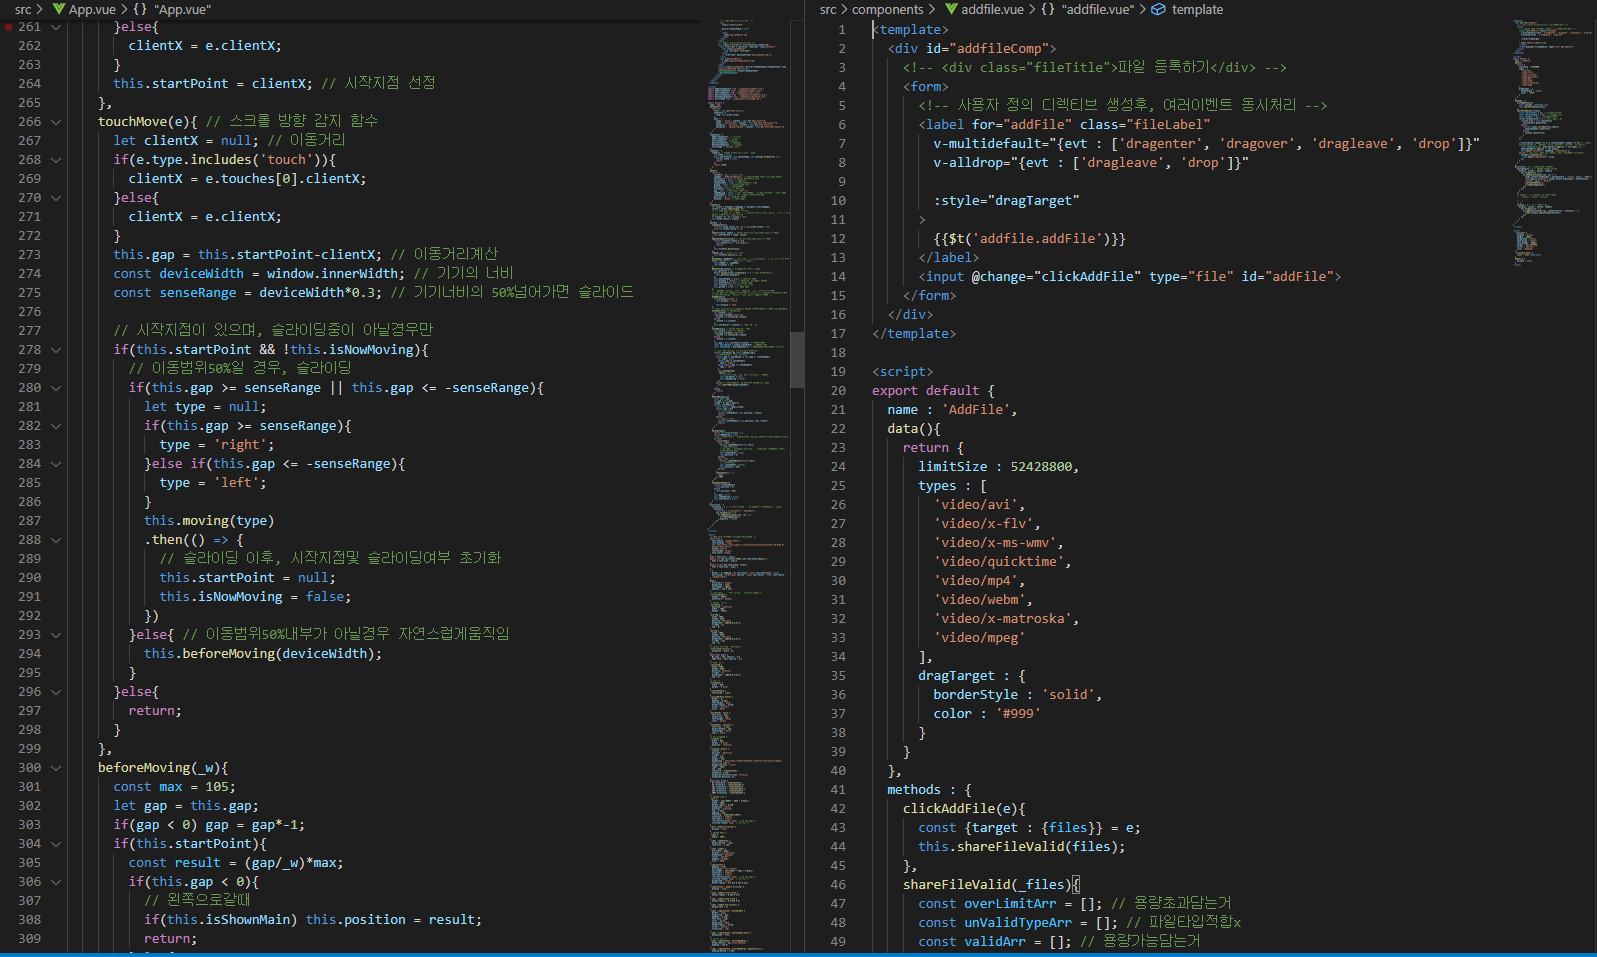 src > App.vue > {} "App.vue"
261 }else{
262 clientX = e.clientX;
263 }
264 this.startPoint = clientX; // 시작지점 선정
265 },
266 touchMove(e){ // 스크롤 방향 감지 함수
267 let clientX = null; // 이동거리
268 if(e.type.includes('touch')){
269 clientX = e.touches[0].clientX;
270 }else{
271 clientX = e.clientX;
272 }
273 this.gap = this.startPoint-clientX; // 이동거리계산
274 const deviceWidth = window.innerWidth; // 기기의 너비
275 const senseRange = deviceWidth*0.3; // 기기너비의 50%넘어가면 슬라이드
276
277 // 시작지점이 있으며, 슬라이딩중이 아닐경우만
278 if(this.startPoint && !this.isNowMoving){
279 // 이동범위50%일 경우, 슬라이딩
280 if(this.gap >= senseRange || this.gap <= -senseRange){
281 let type = null;
282 if(this.gap >= senseRange){
283 type = 'right';
284 }else if(this.gap <= -senseRange){
285 type = 'left';
286 }
287 this.moving(type)
288 .then(() => {
289 // 슬라이딩 이후, 시작지점및 슬라이딩여부 초기화
290 this.startPoint = null;
291 this.isNowMoving = false;
292 })
293 }else{ // 이동범위50%내부가 아닐경우 자연스럽게움직임
294 this.beforeMoving(deviceWidth);
295 }
296 }else{
297 return;
298 }
299 },
300 beforeMoving(_w){
301 const max = 105;
302 let gap = this.gap;
303 if(gap < 0) gap = gap*-1;
304 if(this.startPoint){
305 const result = (gap/_w)*max;
306 if(this.gap < 0){
307 // 왼쪽으로갈때
308 if(this.isShownMain) this.position = result;
309 return;
src > components > addfile.vue > {} "addfile.vue" > template
1 <template>
2 <div id="addfileComp">
3 <!-- <div class="fileTitle">파일 등록하기</div> -->
4 <form>
5 <!-- 사용자 정의 디렉티브 생성후, 여러이벤트 동시처리 -->
6 <label for="addFile" class="fileLabel"
7 v-multidefault="{evt : ['dragenter', 'dragover', 'dragleave', 'drop']}"
8 v-alldrop="{evt : ['dragleave', 'drop']}"
9
10 :style="dragTarget"
11 >
12 {{$t('addfile.addFile')}}
13 </label>
14 <input @change="clickAddFile" type="file" id="addFile">
15 </form>
16 </div>
17 </template>
18
19 <script>
20 export default {
21 name : 'AddFile',
22 data(){
23 return {
24 limitSize : 52428800,
25 types : [
26 'video/avi',
27 'video/x-flv',
28 'video/x-ms-wmv',
29 'video/quicktime',
30 'video/mp4',
31 'video/webm',
32 'video/x-matroska',
33 'video/mpeg'
34 ],
35 dragTarget : {
36 borderStyle : 'solid',
37 color : '#999'
38 }
39 }
40 },
41 methods : {
42 clickAddFile(e){
43 const {target : {files}} = e;
44 this.shareFileValid(files);
45 },
46 shareFileValid(_files){
47 const overLimitArr = []; // 용량초과담는거
48 const unValidTypeArr = []; // 파일타입적합x
49 const validArr = []; // 용량가능담는거